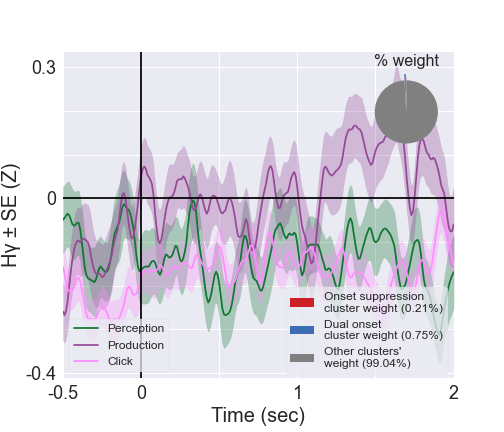 % weight
0.3
0
-0.4
Hγ ± SE (Z)
Perception
Production
Click
Onset suppression
cluster weight (0.21%)
Dual onset
cluster weight (0.75%)
Other clusters'
weight (99.04%)
-0.5
0
1
2
Time (sec)